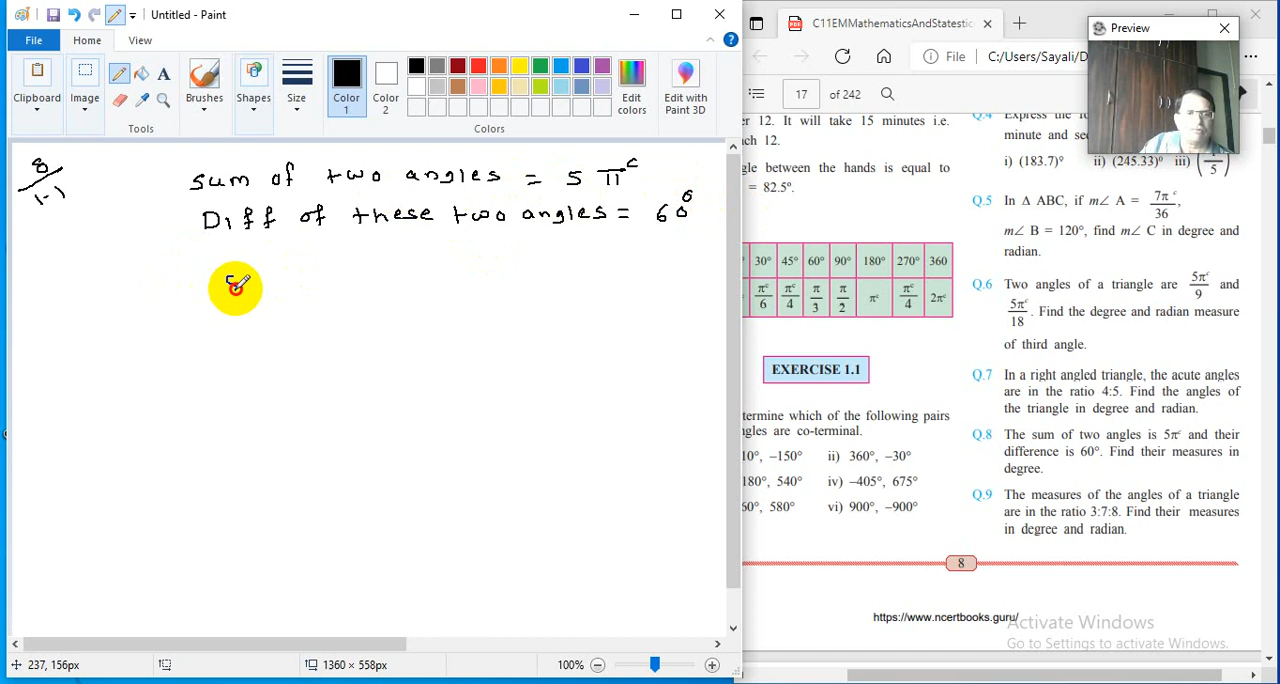 Untitled - Paint
File
Home
View
Clipboard
Image
Tools
Brushes
Shapes
Size
Color 1
Color 2
Edit colors
Colors
Edit with Paint 3D
8/1.1
Sum of two angles = 5 π^c
Diff of these two angles = 60°
5
237, 156px
1360 × 558px
100%
C11EMMathematicsAndStatesti
File
C:/Users/Sayali/D
17 of 242
Preview
er 12. It will take 15 minutes i.e.
ach 12.
gle between the hands is equal to
= 82.5°.
30° 45° 60° 90° 180° 270° 360
π^c/6 π^c/4 π/3 π/2 π^c π^c/4 2π^c
EXERCISE 1.1
termine which of the following pairs
ngles are co-terminal.
10°, –150° ii) 360°, –30°
180°, 540° iv) –405°, 675°
60°, 580° vi) 900°, –900°
Q.4 Express the fo
minute and se
i) (183.7)° ii) (245.33)° iii) (1/5
Q.5 In Δ ABC, if m∠ A = 7π^c/36,
m∠ B = 120°, find m∠ C in degree and
radian.
Q.6 Two angles of a triangle are 5π^c/9 and
5π^c/18. Find the degree and radian measure
of third angle.
Q.7 In a right angled triangle, the acute angles
are in the ratio 4:5. Find the angles of
the triangle in degree and radian.
Q.8 The sum of two angles is 5π^c and their
difference is 60°. Find their measures in
degree.
Q.9 The measures of the angles of a triangle
are in the ratio 3:7:8. Find their measures
in degree and radian.
8
https://www.ncertbooks.guru/
Activate Windows
Go to Settings to activate Windows.